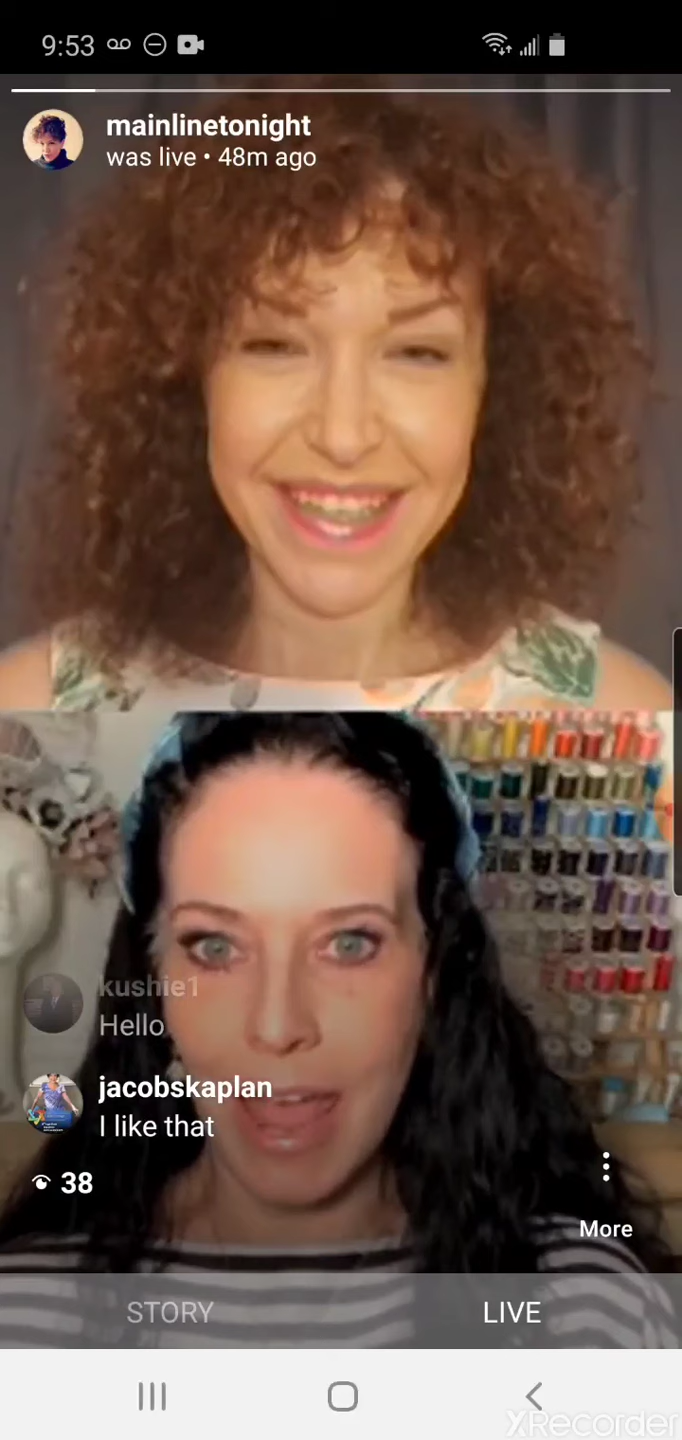 9:53
mainlinetonight
was live • 48m ago
kushie1
Hello
jacobskaplan
I like that
38
More
STORY
LIVE
XRecorder